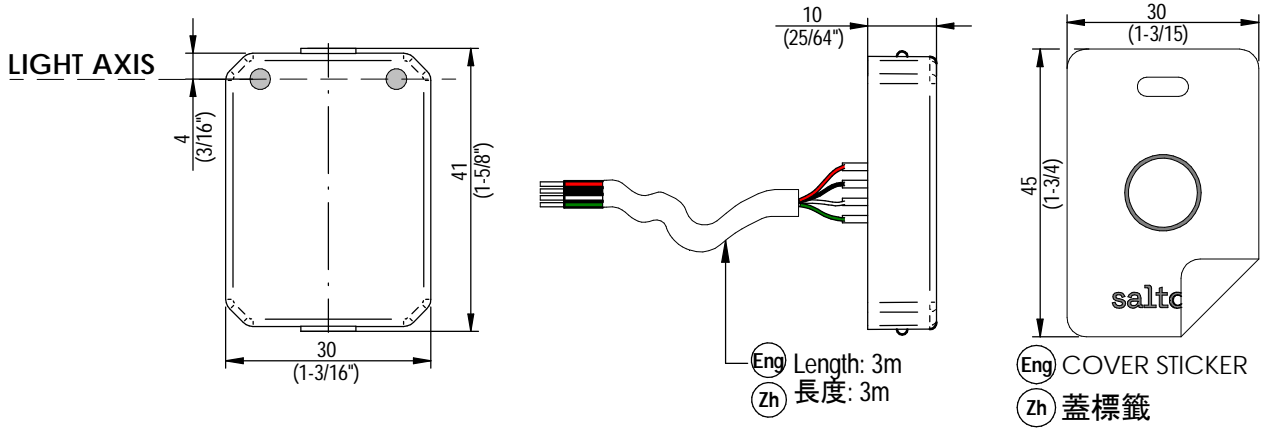 LIGHT AXIS
4
(3/16")
41
(1-5/8")
30
(1-3/16")
10
(25/64")
Eng Length: 3m
Zh 長度: 3m
30
(1-3/15)
45
(1-3/4)
salto
Eng COVER STICKER
Zh 蓋標籤